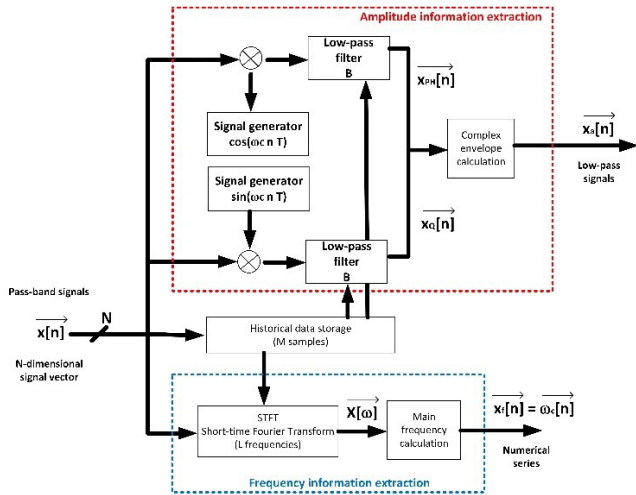 Amplitude information extraction
Low-pass
filter
B
xPH[n]
Signal generator
cos(ωc n T)
Complex
envelope
calculation
xa[n]
Low-pass
signals
Signal generator
sin(ωc n T)
Low-pass
filter
B
xQ[n]
Pass-band signals
x[n]
N
N-dimensional
signal vector
Historical data storage
(M samples)
STFT
Short-time Fourier Transform
(L frequencies)
X[ω]
Main
frequency
calculation
xf[n] = ωc[n]
Numerical
series
Frequency information extraction